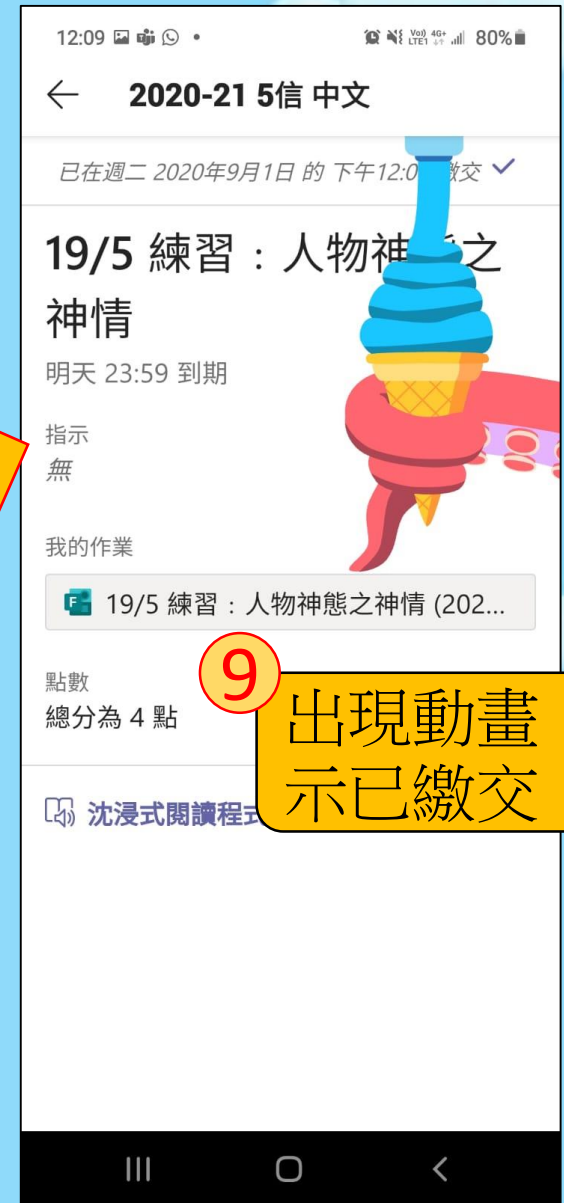 12:09 80%
Voo) 4G+
LTE1
2020-21 5信 中文
已在週二 2020年9月1日 的 下午12:0 繳交
19/5 練習：人物神 之
神情
明天 23:59 到期
指示
無
我的作業
19/5 練習：人物神態之神情 (202...
點數
總分為 4 點
9
出現動畫
示已繳交
沈浸式閱讀程式